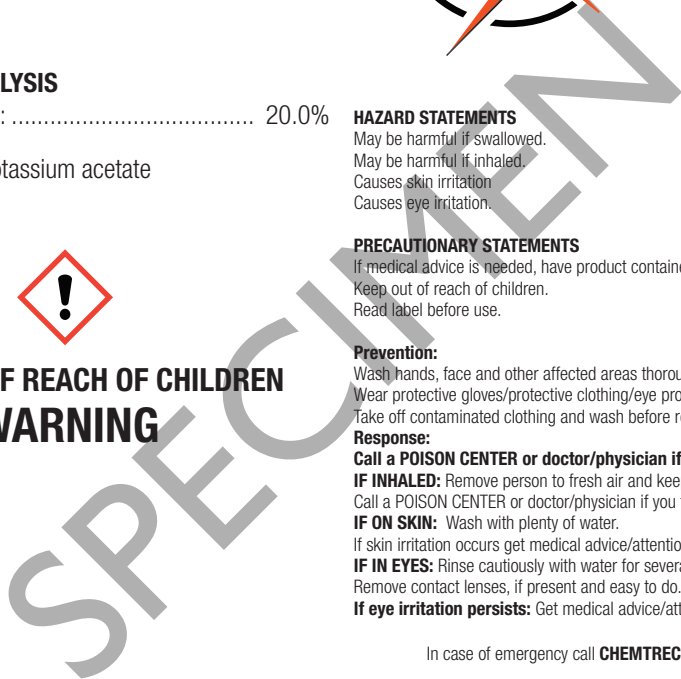 LYSIS
: ...................................... 20.0%
otassium acetate
F REACH OF CHILDREN
WARNING
HAZARD STATEMENTS
May be harmful if swallowed.
May be harmful if inhaled.
Causes skin irritation
Causes eye irritation.
PRECAUTIONARY STATEMENTS
If medical advice is needed, have product containe
Keep out of reach of children.
Read label before use.
Prevention:
Wash hands, face and other affected areas thorou
Wear protective gloves/protective clothing/eye pro
Take off contaminated clothing and wash before r
Response:
Call a POISON CENTER or doctor/physician if
IF INHALED: Remove person to fresh air and kee
Call a POISON CENTER or doctor/physician if you
IF ON SKIN: Wash with plenty of water.
If skin irritation occurs get medical advice/attentio
IF IN EYES: Rinse cautiously with water for severa
Remove contact lenses, if present and easy to do.
If eye irritation persists: Get medical advice/att
In case of emergency call CHEMTREC
SPECIMEN